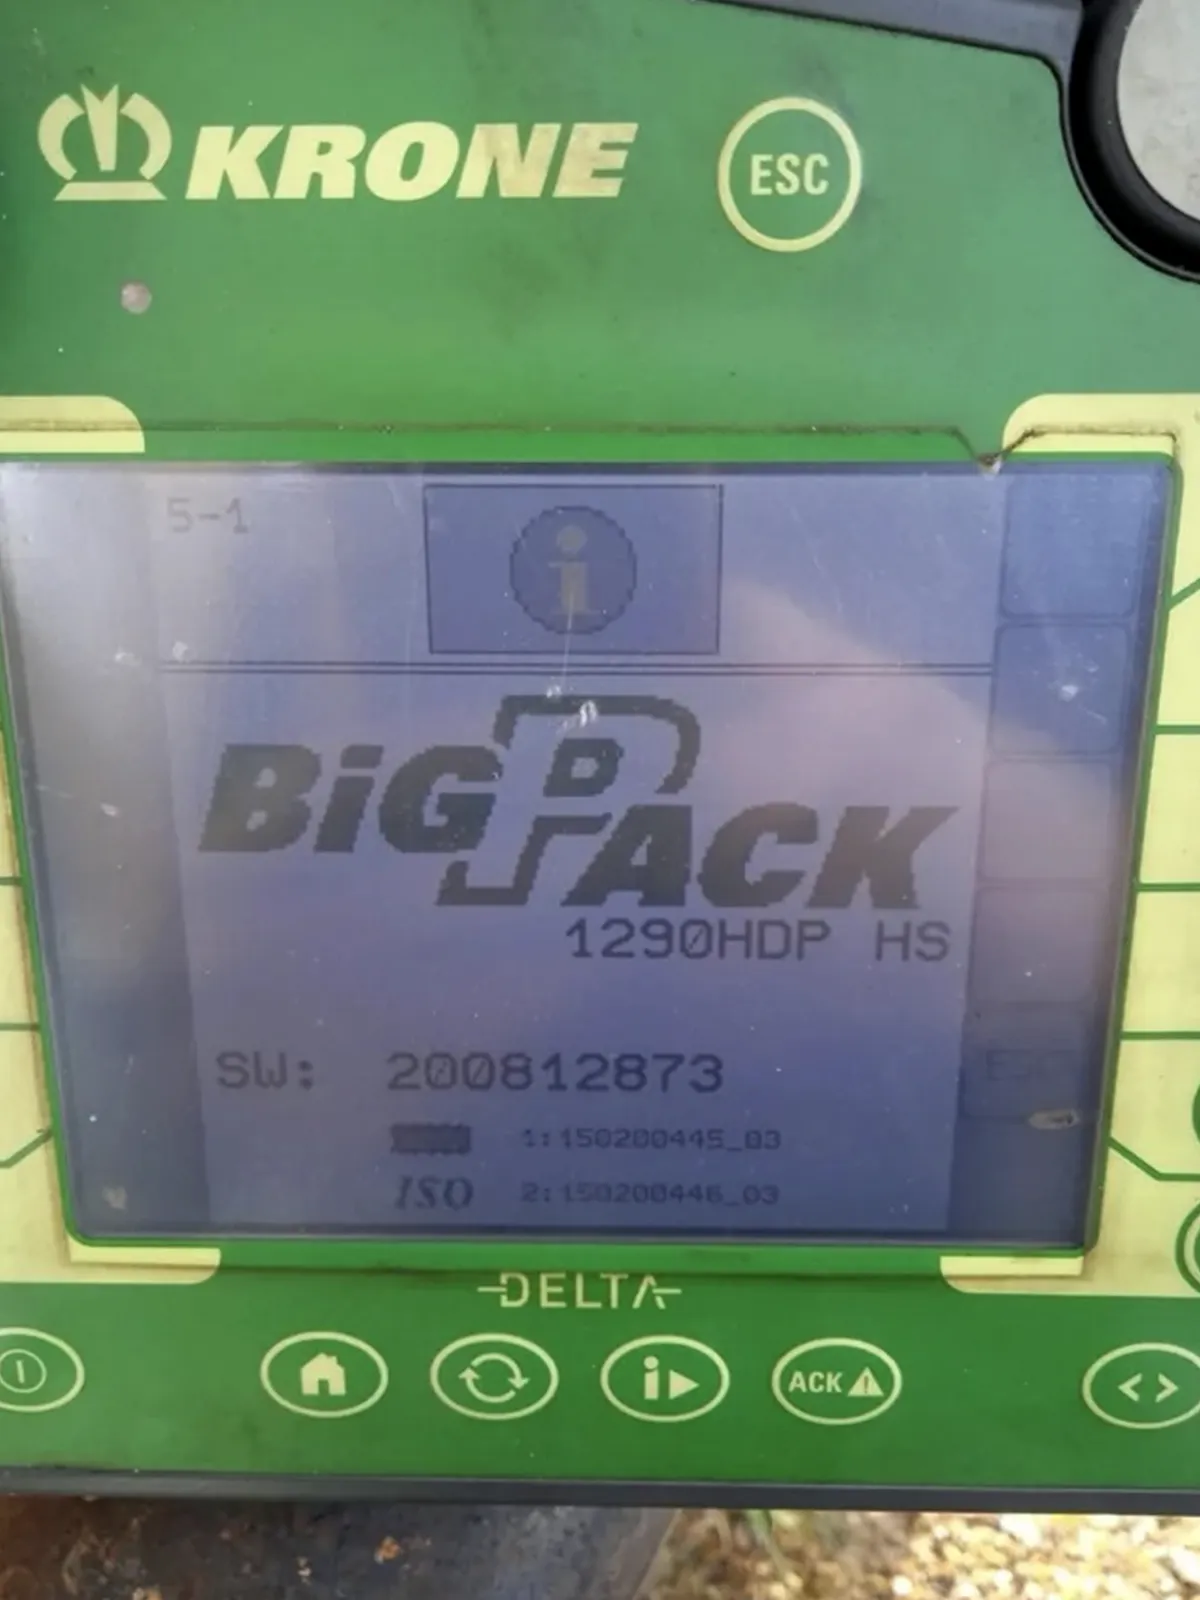 KRONE
ESC
5-1
i
BiG PACK
1290HDP HS
SW: 200812873
1:150200445_03
ISO 2:150200446_03
DELTA
i
ACK
< >